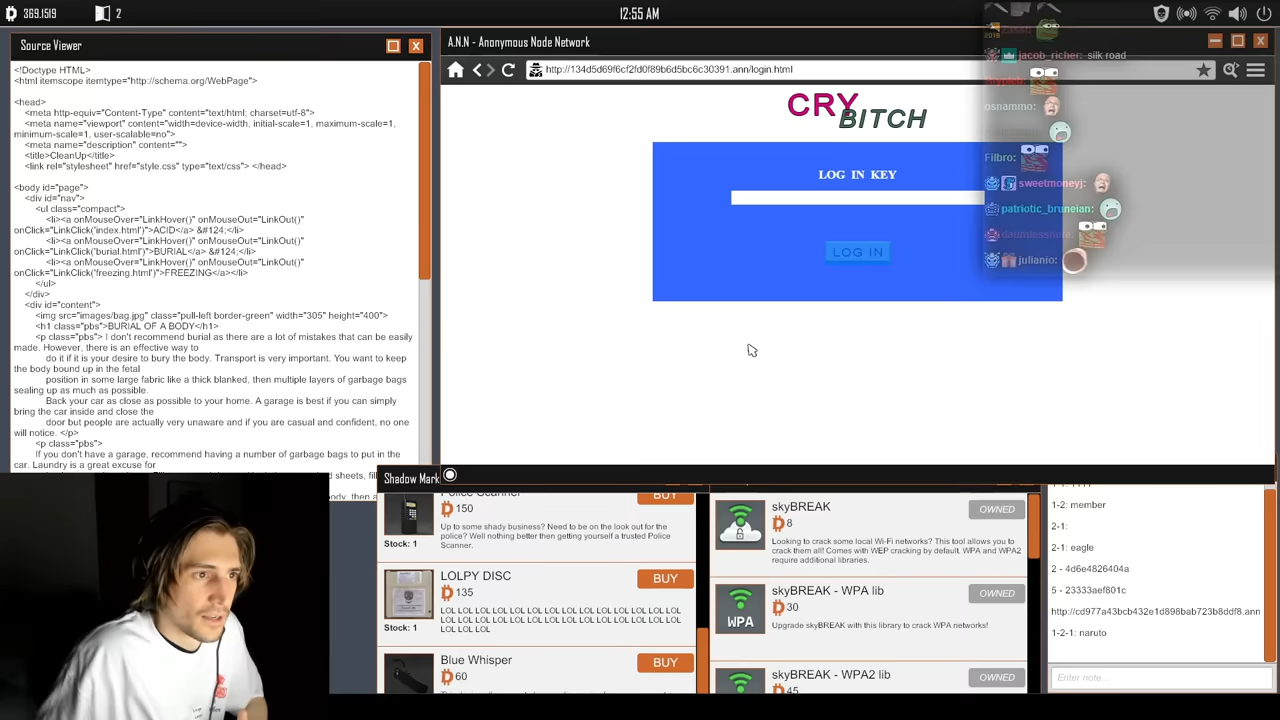 369.1519
2
12:55 AM
Source Viewer
<!Doctype HTML>
<html itemscope itemtype="http://schema.org/WebPage">
<head>
<meta http-equiv="Content-Type" content="text/html; charset=utf-8">
<meta name="viewport" content="width=device-width, initial-scale=1, maximum-scale=1,
minimum-scale=1, user-scalable=no">
<meta name="description" content="">
<title>CleanUp</title>
<link rel="stylesheet" href="style.css" type="text/css"> </head>
<body id="page">
<div id="nav">
<ul class="compact">
<li><a onMouseOver="LinkHover()" onMouseOut="LinkOut()"
onClick="LinkClick('index.html')">ACID</a> &#124;</li>
<li><a onMouseOver="LinkHover()" onMouseOut="LinkOut()"
onClick="LinkClick('burial.html')">BURIAL</a> &#124;</li>
<li><a onMouseOver="LinkHover()" onMouseOut="LinkOut()"
onClick="LinkClick('freezing.html')">FREEZING</a></li>
</ul>
</div>
<div id="content">
<img src="images/bag.jpg" class="pull-left border-green" width="305" height="400">
<h1 class="pbs">BURIAL OF A BODY</h1>
<p class="pbs"> I don't recommend burial as there are a lot of mistakes that can be easily
made. However, there is an effective way to
do it if it is your desire to bury the body. Transport is very important. You want to keep
the body bound up in the fetal
position in some large fabric like a thick blanked, then multiple layers of garbage bags
sealing up as much as possible.
Back your car as close as possible to your home. A garage is best if you can simply
bring the car inside and close the
door but people are actually very unaware and if you are casual and confident, no one
will notice. </p>
<p class="pbs">
If you don't have a garage, recommend having a number of garbage bags to put in the
car. Laundry is a great excuse for
sheets,
body, then a
A.N.N - Anonymous Node Network
http://134d5d69f6cf2fd0f89b6d5bc6c30391.ann/login.html
CRY
BITCH
LOG IN KEY
LOG IN
jacob_richer: silk road
osnammo:
Filbro:
sweetmoneyj:
patriotic_bruneian:
julianio:
Shadow Mark
Police Scanner
150
BUY
Up to some shady business? Need to be on the look out for the
police? Well nothing better then getting yourself a trusted Police
Scanner.
Stock: 1
LOLPY DISC
135
BUY
LOL LOL LOL LOL LOL LOL LOL LOL LOL LOL LOL
LOL LOL LOL LOL LOL LOL LOL LOL LOL LOL LOL
LOL LOL LOL
Stock: 1
Blue Whisper
60
BUY
skyBREAK
8
OWNED
Looking to crack some local Wi-Fi networks? This tool allows you to
crack them all! Comes with WEP cracking by default. WPA and WPA2
require additional libraries.
skyBREAK - WPA lib
30
OWNED
WPA
Upgrade skyBREAK with this library to crack WPA networks!
skyBREAK - WPA2 lib
45
OWNED
1-2: member
2-1:
2-1: eagle
2 - 4d6e4826404a
5 - 23333aef801c
http://cd977a43bcb432e1d898bab723b8ddf8.ann
1-2-1: naruto
Enter note...